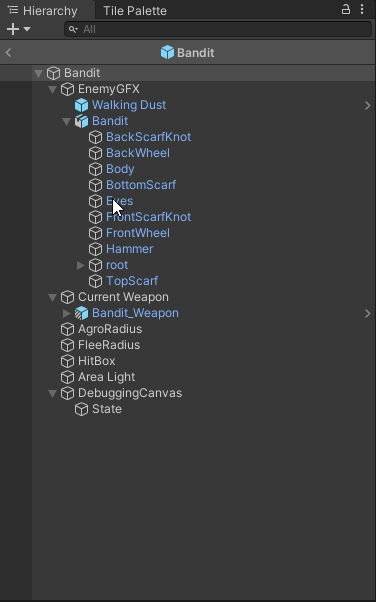 Hierarchy Tile Palette
All
Bandit
Bandit
EnemyGFX
Walking Dust
Bandit
BackScarfKnot
BackWheel
Body
BottomScarf
Eyes
FrontScarfKnot
FrontWheel
Hammer
root
TopScarf
Current Weapon
Bandit_Weapon
AgroRadius
FleeRadius
HitBox
Area Light
DebuggingCanvas
State